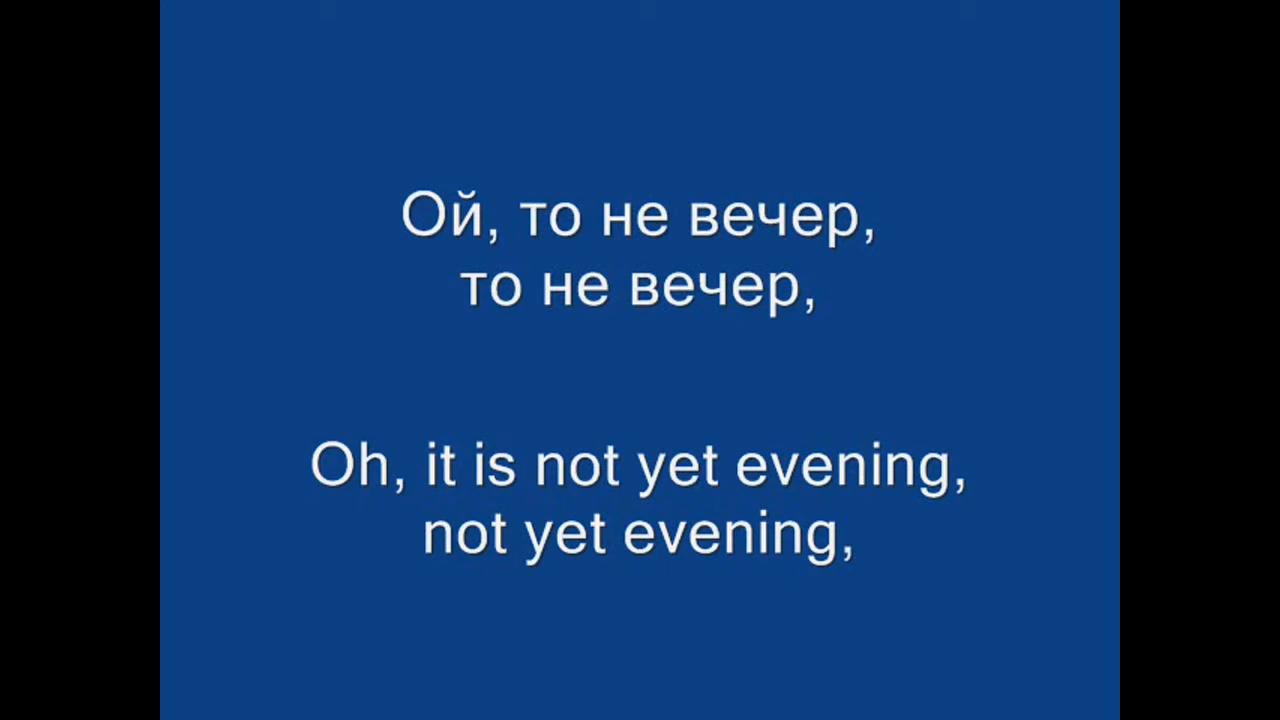 Ой, то не вечер,
то не вечер,
Oh, it is not yet evening,
not yet evening,